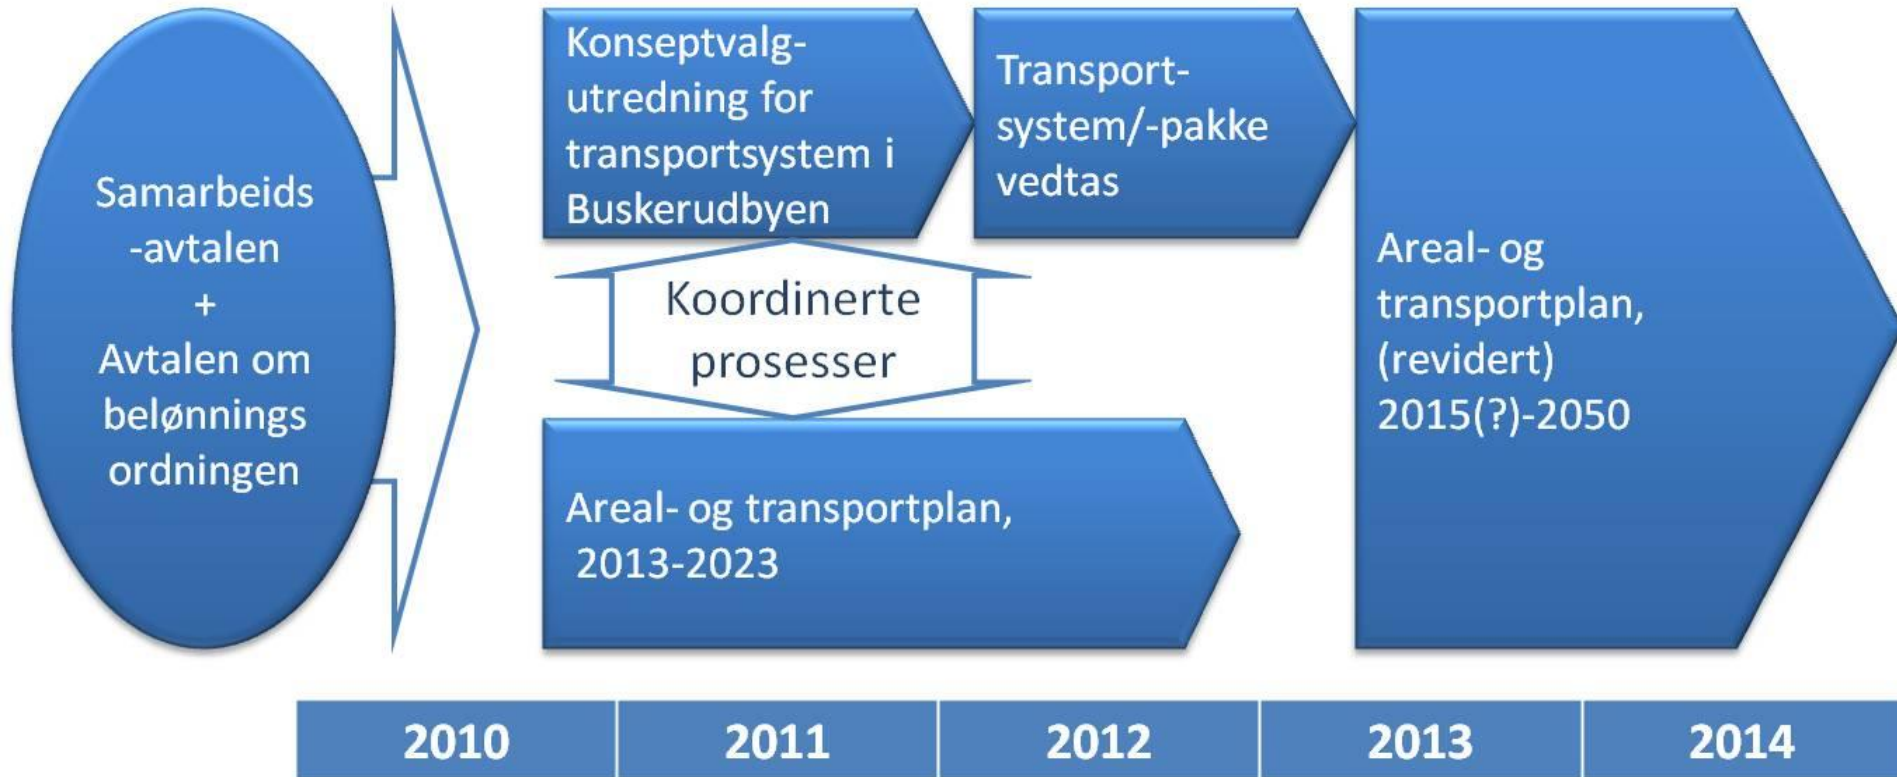 Samarbeids
-avtalen
+
Avtalen om
belønnings
ordningen
Konseptvalg-
utredning for
transportsystem i
Buskerudbyen
Transport-
system/-pakke
vedtas
Koordinerte
prosesser
Areal- og transportplan,
2013-2023
Areal- og
transportplan,
(revidert)
2015(?)-2050
2010 2011 2012 2013 2014